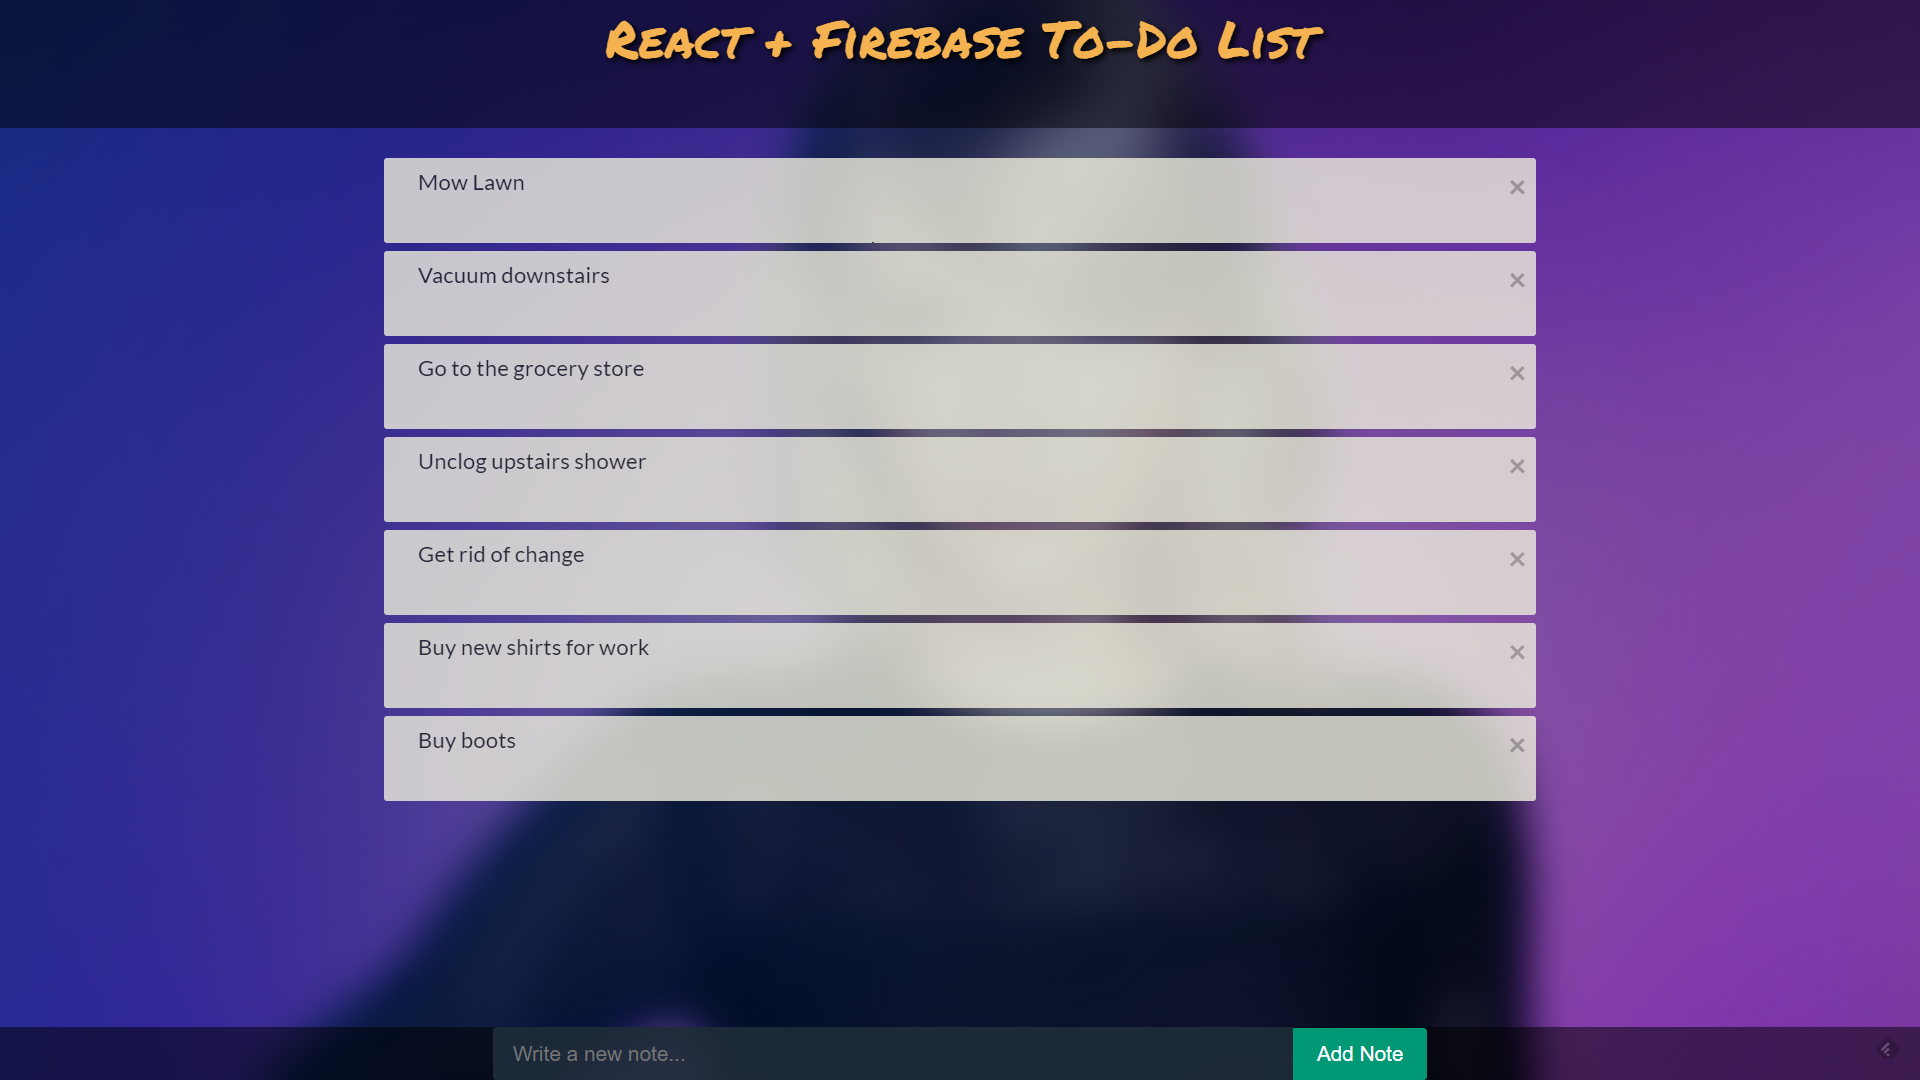 React + Firebase To-Do List
Mow Lawn
Vacuum downstairs
Go to the grocery store
Unclog upstairs shower
Get rid of change
Buy new shirts for work
Buy boots
Write a new note... Add Note